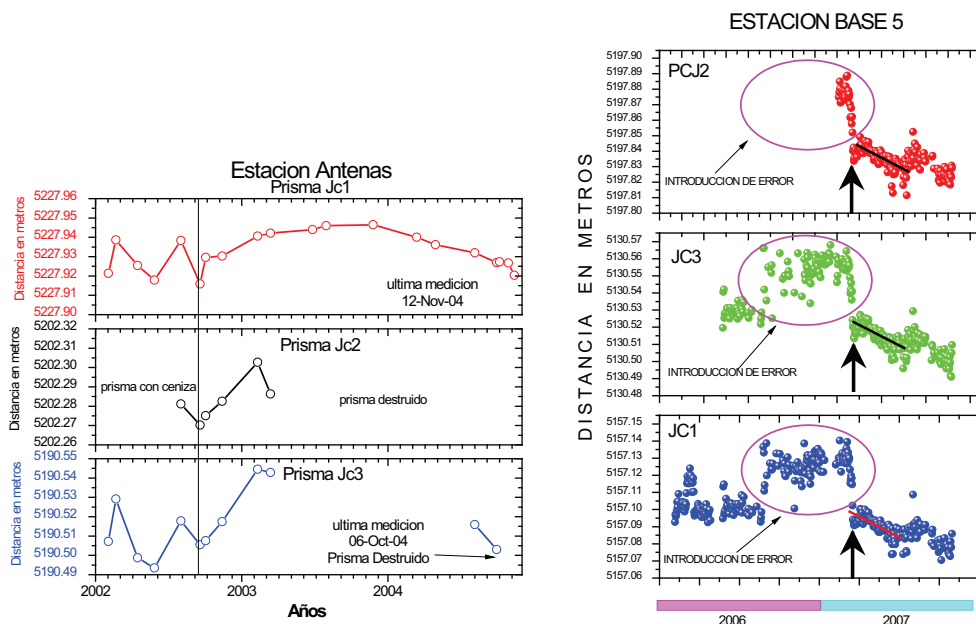 Estacion Antenas
Prisma Jc1
Distancia en metros
5227.96
5227.95
5227.94
5227.93
5227.92
5227.91
5227.90
ultima medicion
12-Nov-04
Prisma Jc2
Distancia en metros
5202.32
5202.31
5202.30
5202.29
5202.28
5202.27
5202.26
prisma con ceniza
prisma destruido
Prisma Jc3
Distancia en metros
5190.55
5190.54
5190.53
5190.52
5190.51
5190.50
5190.49
ultima medicion
06-Oct-04
Prisma Destruido
2002
2003
2004
Años
ESTACION BASE 5
DISTANCIA EN METROS
PCJ2
5197.90
5197.89
5197.88
5197.87
5197.86
5197.85
5197.84
5197.83
5197.82
5197.81
5197.80
INTRODUCCION DE ERROR
JC3
5130.57
5130.56
5130.55
5130.54
5130.53
5130.52
5130.51
5130.50
5130.49
5130.48
INTRODUCCION DE ERROR
JC1
5157.14
5157.13
5157.12
5157.11
5157.10
5157.09
5157.08
5157.07
5157.06
INTRODUCCION DE ERROR
2006
2007